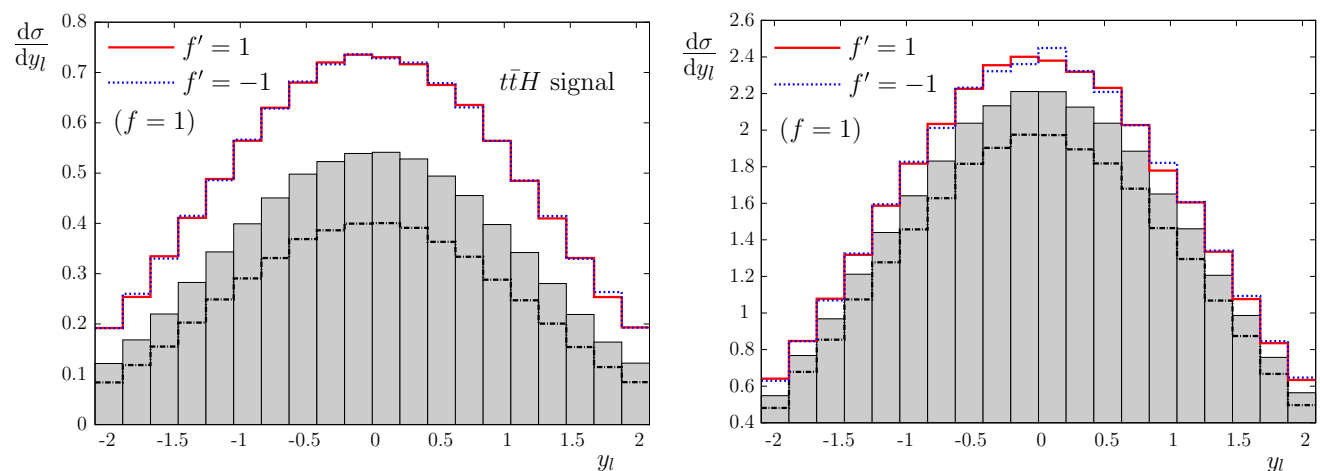 dσ
dy_l
0.8
0.7
0.6
0.5
0.4
0.3
0.2
0.1
0
f′ = 1
f′ = −1
(f = 1)
tt̄H signal
-2 -1.5 -1 -0.5 0 0.5 1 1.5 2
y_l
dσ
dy_l
2.6
2.4
2.2
2
1.8
1.6
1.4
1.2
1
0.8
0.6
0.4
f′ = 1
f′ = −1
(f = 1)
-2 -1.5 -1 -0.5 0 0.5 1 1.5 2
y_l